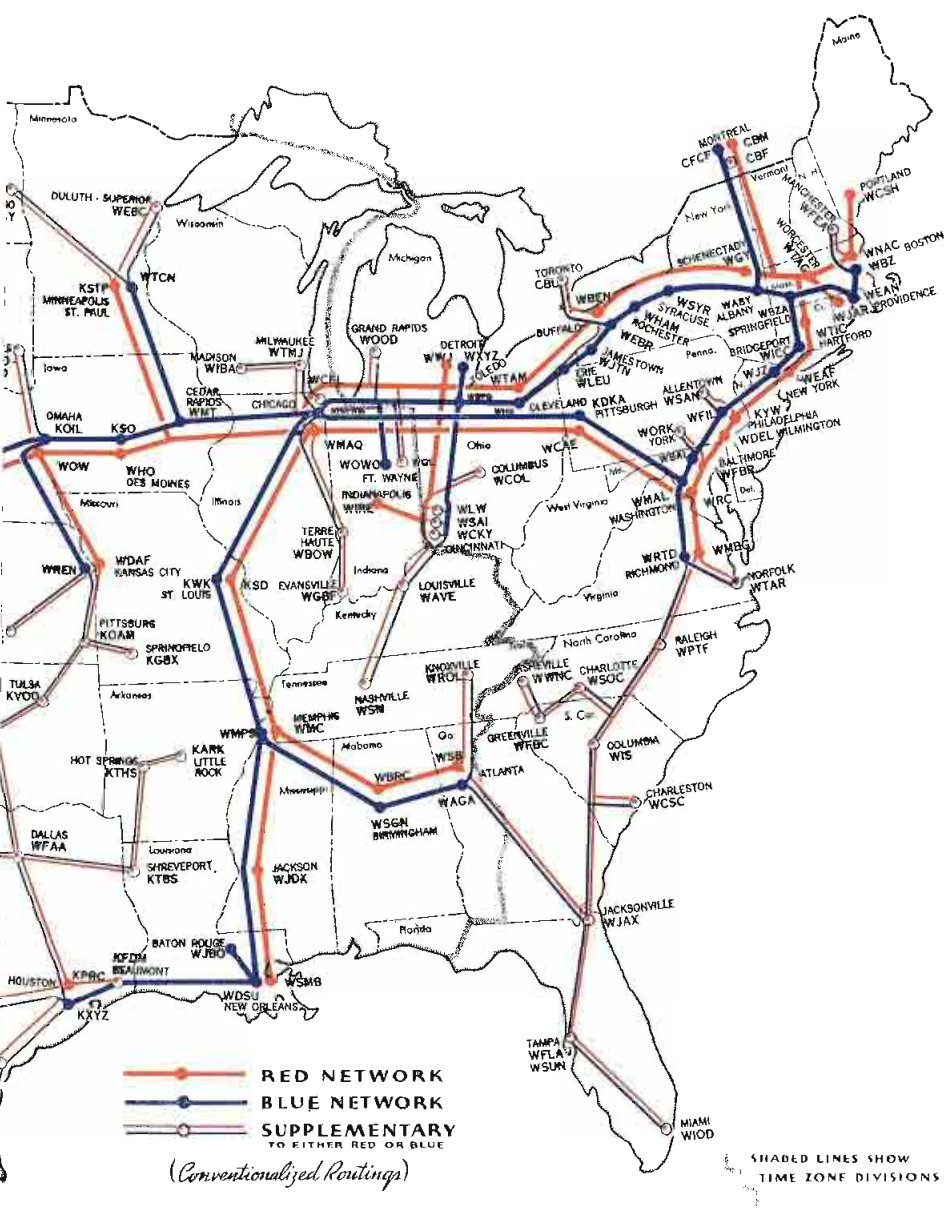 Maine
Minnesota
MONTREAL
CFCF
CBM
CBF
Vermont
N. H.
MANCHESTER
WFEA
PORTLAND
WCSH
DULUTH - SUPERIOR
WEBC
Wisconsin
New York
Michigan
WORCESTER
WTAG
SCHENECTADY
WGY
WNAC BOSTON
WBZ
TORONTO
CBL
KSTP
WTCN
MINNEAPOLIS
ST. PAUL
WBEN
BUFFALO
WSYR
SYRACUSE
WHAM
ROCHESTER
WABY
ALBANY
Mass.
WBZA
SPRINGFIELD
WEAN
PROVIDENCE
WJAR
WTIC
HARTFORD
GRAND RAPIDS
WOOD
DETROIT
WWJ
WXYZ
WEBR
JAMESTOWN
WJTN
ERIE
WLEU
Penna.
BRIDGEPORT
WICC
MILWAUKEE
WTMJ
MADISON
WIBA
TOLEDO
WTAM
Iowa
CEDAR
RAPIDS
WMT
CHICAGO
CLEVELAND
KDKA
PITTSBURGH
ALLENTOWN
WSAN
WJZ
WEAF
NEW YORK
WFIL
KYW
PHILADELPHIA
WDEL WILMINGTON
OMAHA
KOIL
KSO
WORK
YORK
WBAL
BALTIMORE
WFBR
WOW
WHO
DES MOINES
WMAQ
WOWO
WGL
FT. WAYNE
Ohio
WCAE
COLUMBUS
WCOL
Md.
Del.
Missouri
Illinois
INDIANAPOLIS
WIRE
WLW
WSAI
WCKY
CINCINNATI
West Virginia
WMAL
WASHINGTON
WRC
WREN
WDAF
KANSAS CITY
TERRE
HAUTE
WBOW
Indiana
WRTD
RICHMOND
WMBG
KWK
ST. LOUIS
KSD
EVANSVILLE
WGBF
LOUISVILLE
WAVE
Kentucky
Virginia
NORFOLK
WTAR
PITTSBURG
KOAM
SPRINGFIELD
KGBX
North Carolina
RALEIGH
WPTF
TULSA
KVOO
Arkansas
Tennessee
NASHVILLE
WSM
KNOXVILLE
WROL
ASHEVILLE
WWNC
CHARLOTTE
WSOC
S. Car.
GREENVILLE
WFBC
WMPS
MEMPHIS
WMC
Alabama
Ga
WSB
ATLANTA
COLUMBIA
WIS
HOT SPRINGS
KTHS
KARK
LITTLE
ROCK
Mississippi
WBRC
WAGA
WSGN
BIRMINGHAM
CHARLESTON
WCSC
DALLAS
WFAA
Louisiana
SHREVEPORT
KTBS
JACKSON
WJDX
JACKSONVILLE
WJAX
Florida
BATON ROUGE
WJBO
HOUSTON
KPRC
KFDM
BEAUMONT
KXYZ
WDSU
NEW ORLEANS
WSMB
TAMPA
WFLA
WSUN
MIAMI
WIOD
RED NETWORK
BLUE NETWORK
SUPPLEMENTARY
TO EITHER RED OR BLUE
(Conventionalized Routings)
SHADED LINES SHOW
TIME ZONE DIVISIONS